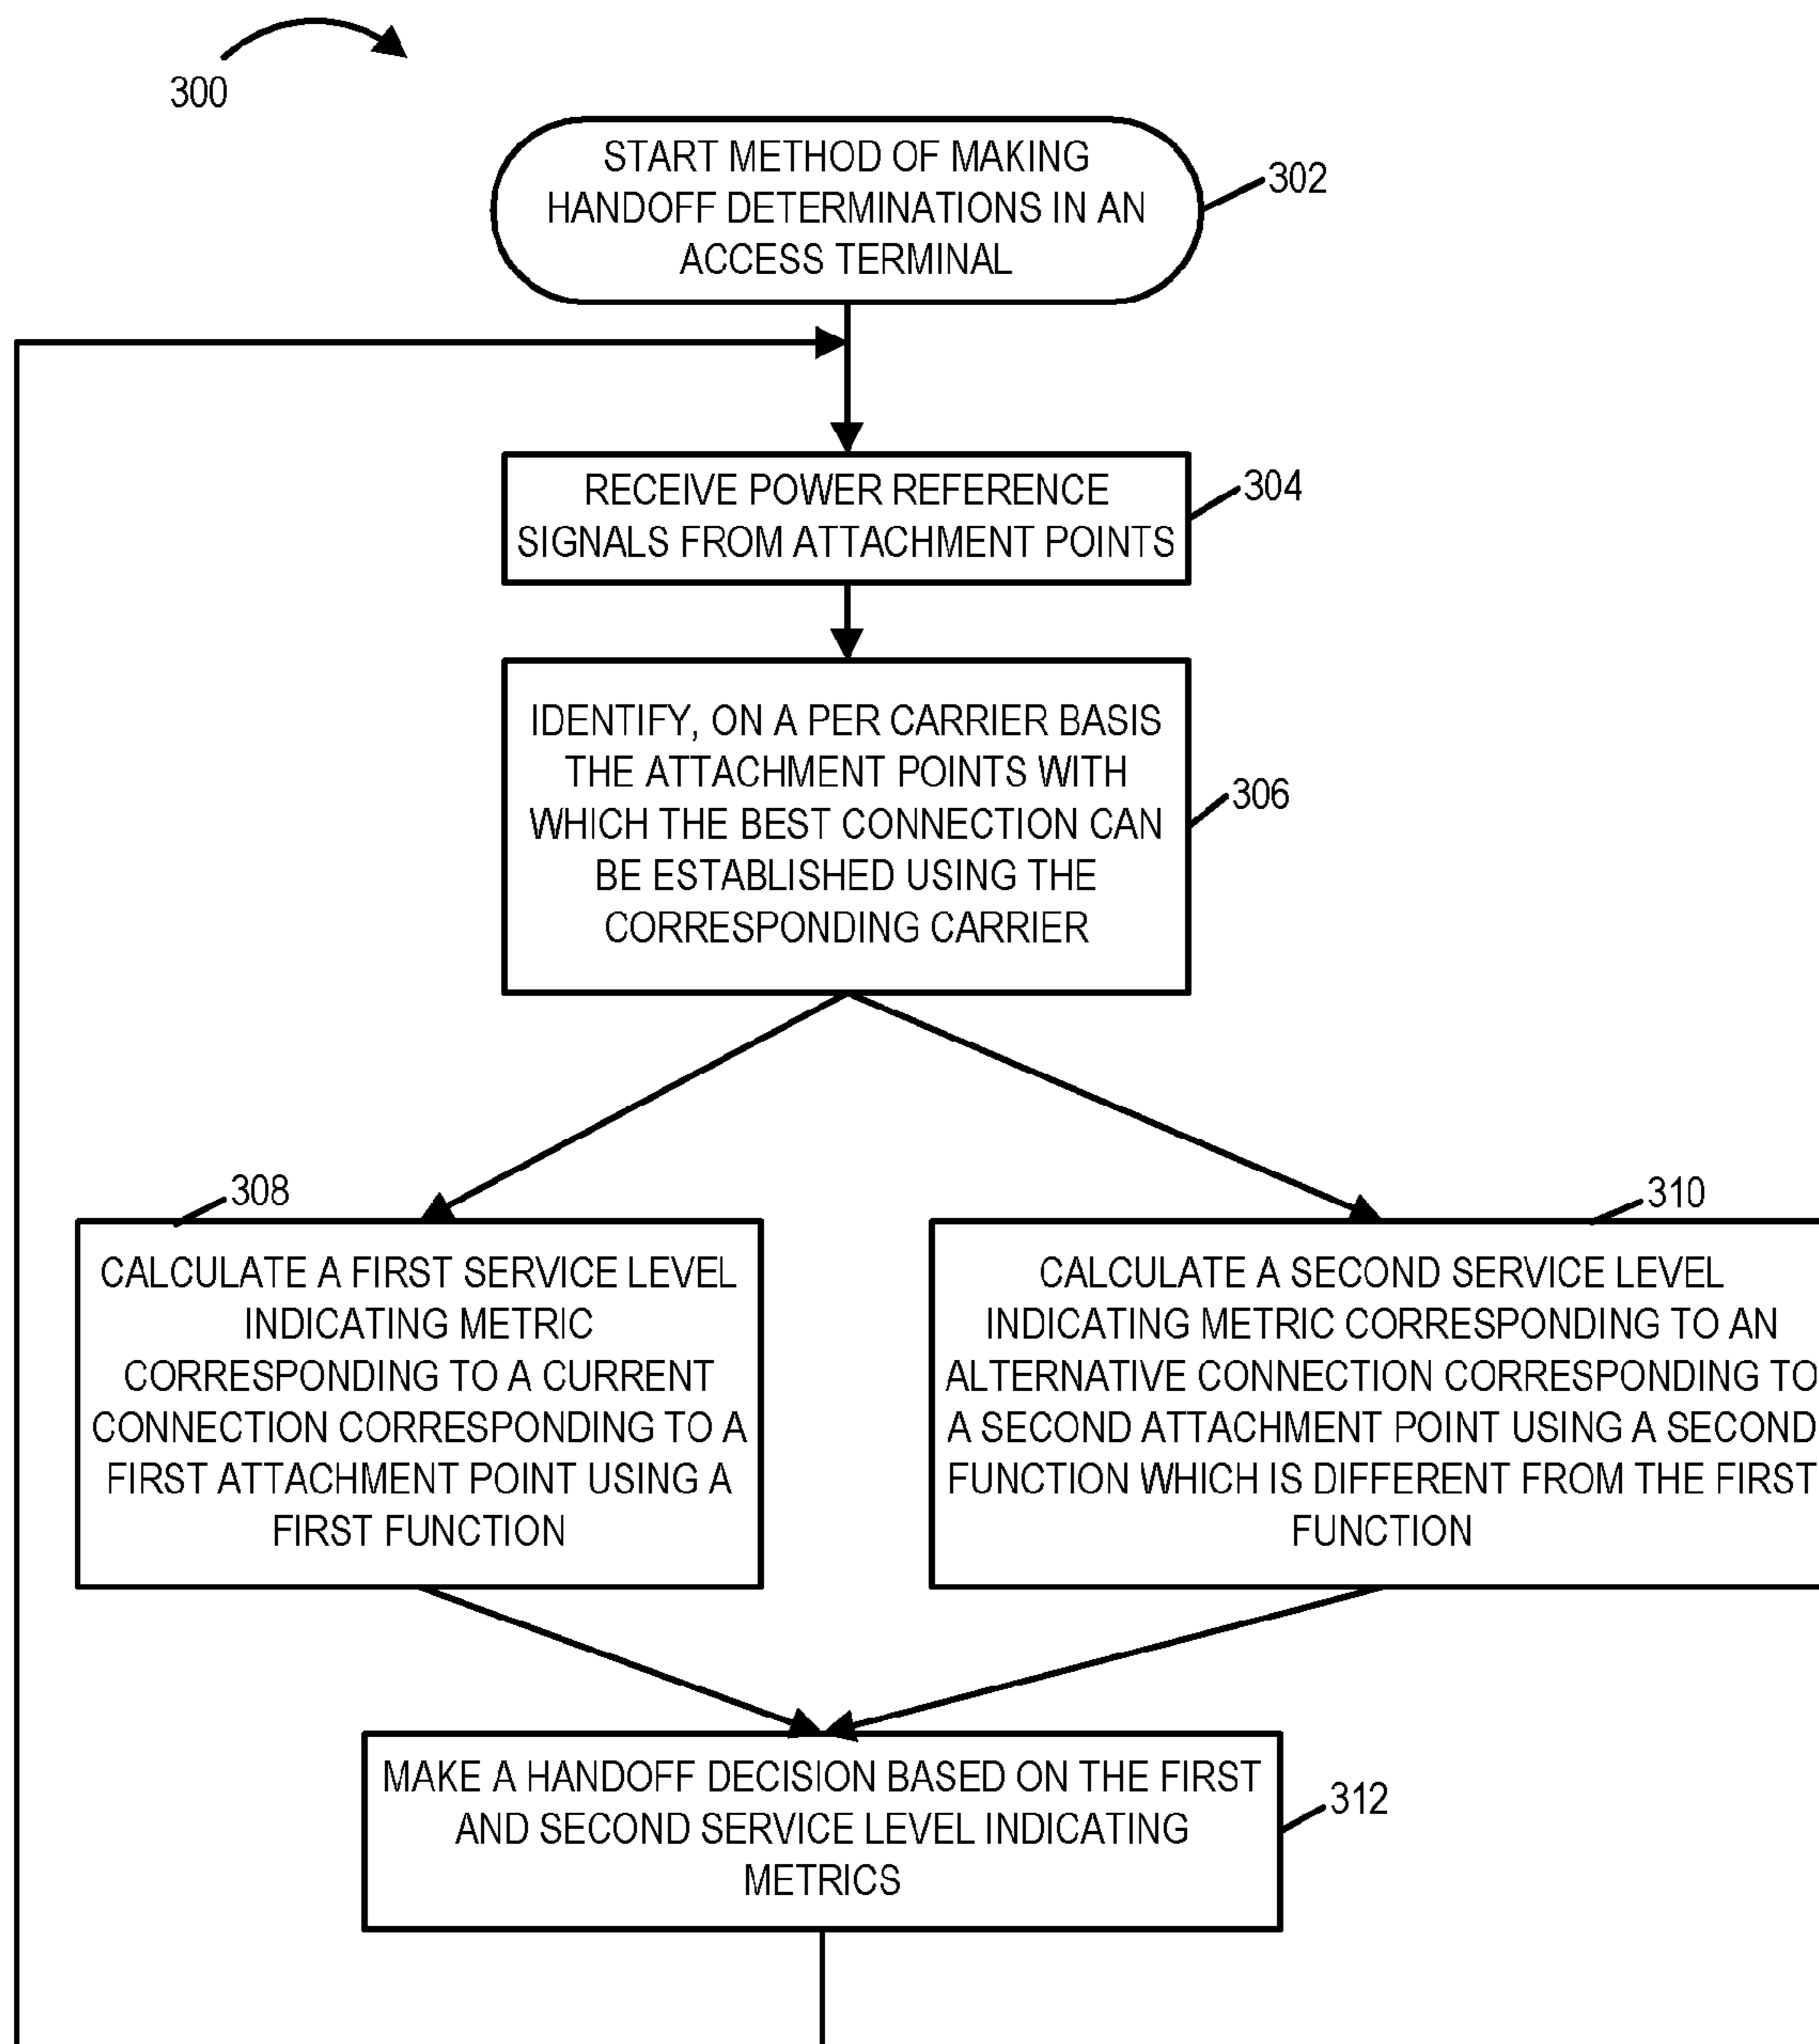 300
START METHOD OF MAKING
HANDOFF DETERMINATIONS IN AN
ACCESS TERMINAL
302
RECEIVE POWER REFERENCE
SIGNALS FROM ATTACHMENT POINTS
304
IDENTIFY, ON A PER CARRIER BASIS
THE ATTACHMENT POINTS WITH
WHICH THE BEST CONNECTION CAN
BE ESTABLISHED USING THE
CORRESPONDING CARRIER
306
308
CALCULATE A FIRST SERVICE LEVEL
INDICATING METRIC
CORRESPONDING TO A CURRENT
CONNECTION CORRESPONDING TO A
FIRST ATTACHMENT POINT USING A
FIRST FUNCTION
310
CALCULATE A SECOND SERVICE LEVEL
INDICATING METRIC CORRESPONDING TO AN
ALTERNATIVE CONNECTION CORRESPONDING TO
A SECOND ATTACHMENT POINT USING A SECOND
FUNCTION WHICH IS DIFFERENT FROM THE FIRST
FUNCTION
MAKE A HANDOFF DECISION BASED ON THE FIRST
AND SECOND SERVICE LEVEL INDICATING
METRICS
312